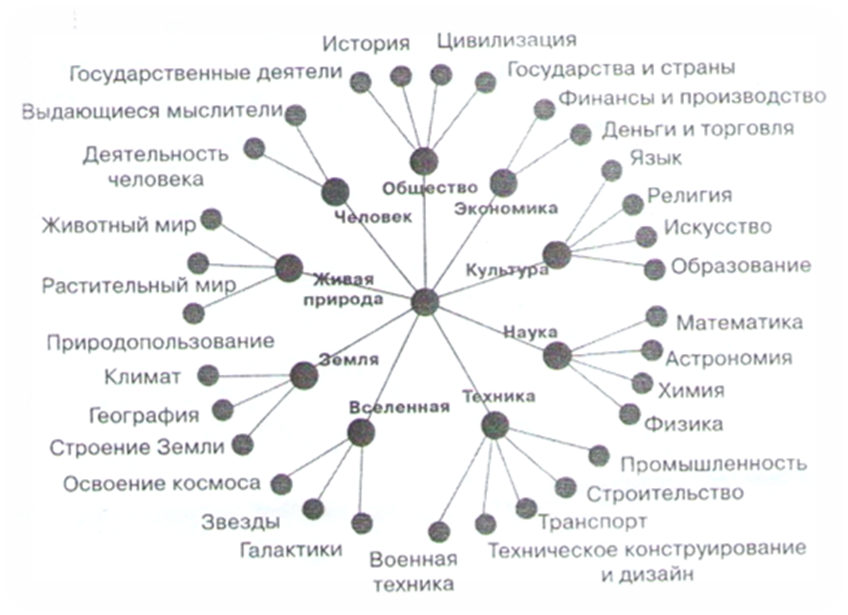 История
Цивилизация
Государственные деятели
Государства и страны
Выдающиеся мыслители
Финансы и производство
Деятельность
человека
Деньги и торговля
Язык
Общество
Экономика
Человек
Религия
Животный мир
Искусство
Культура
Образование
Растительный мир
Живая
природа
Природопользование
Наука
Математика
Земля
Астрономия
Климат
Химия
География
Вселенная
Техника
Физика
Строение Земли
Промышленность
Освоение космоса
Строительство
Звезды
Транспорт
Галактики
Военная
техника
Техническое конструирование
и дизайн